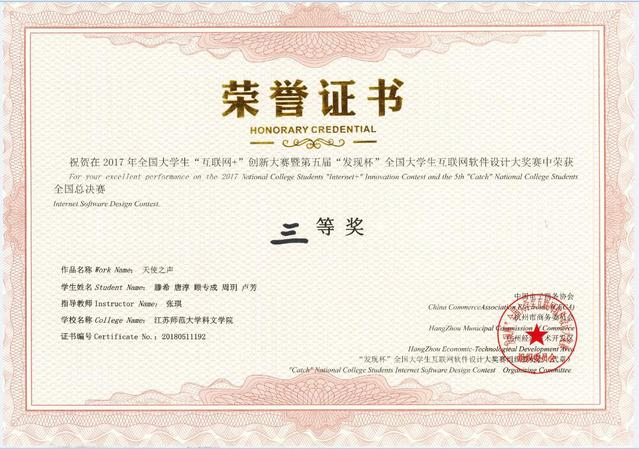 荣誉证书
HONORARY CREDENTIAL
祝贺在 2017 年全国大学生“互联网+”创新大赛暨第五届“发现杯”全国大学生互联网软件设计大奖赛中荣获
For your excellent performance on the 2017 National College Students "Internet+" Innovation Contest and the 5th "Catch" National College Students
全国总决赛
Internet Software Design Contest.
三等奖
作品名称 Work Name： 天使之声
学生姓名 Student Name： 滕希 唐淳 顾专成 周玥 卢芳
指导教师 Instructor Name： 张琪
学校名称 College Name： 江苏师范大学科文学院
证书编号 Certificate No.：20180511192
中国电子商务协会
China CommerceAssociation
杭州市商务委员会
HangZhou Municipal Commission of Commerce
杭州经济技术开发区
HangZhou Economic-Technological Development
“发现杯”全国大学生互联网软件设计大奖赛组
"Catch" National College Students Internet Software Design Contest Organizing Committee
组织委员会